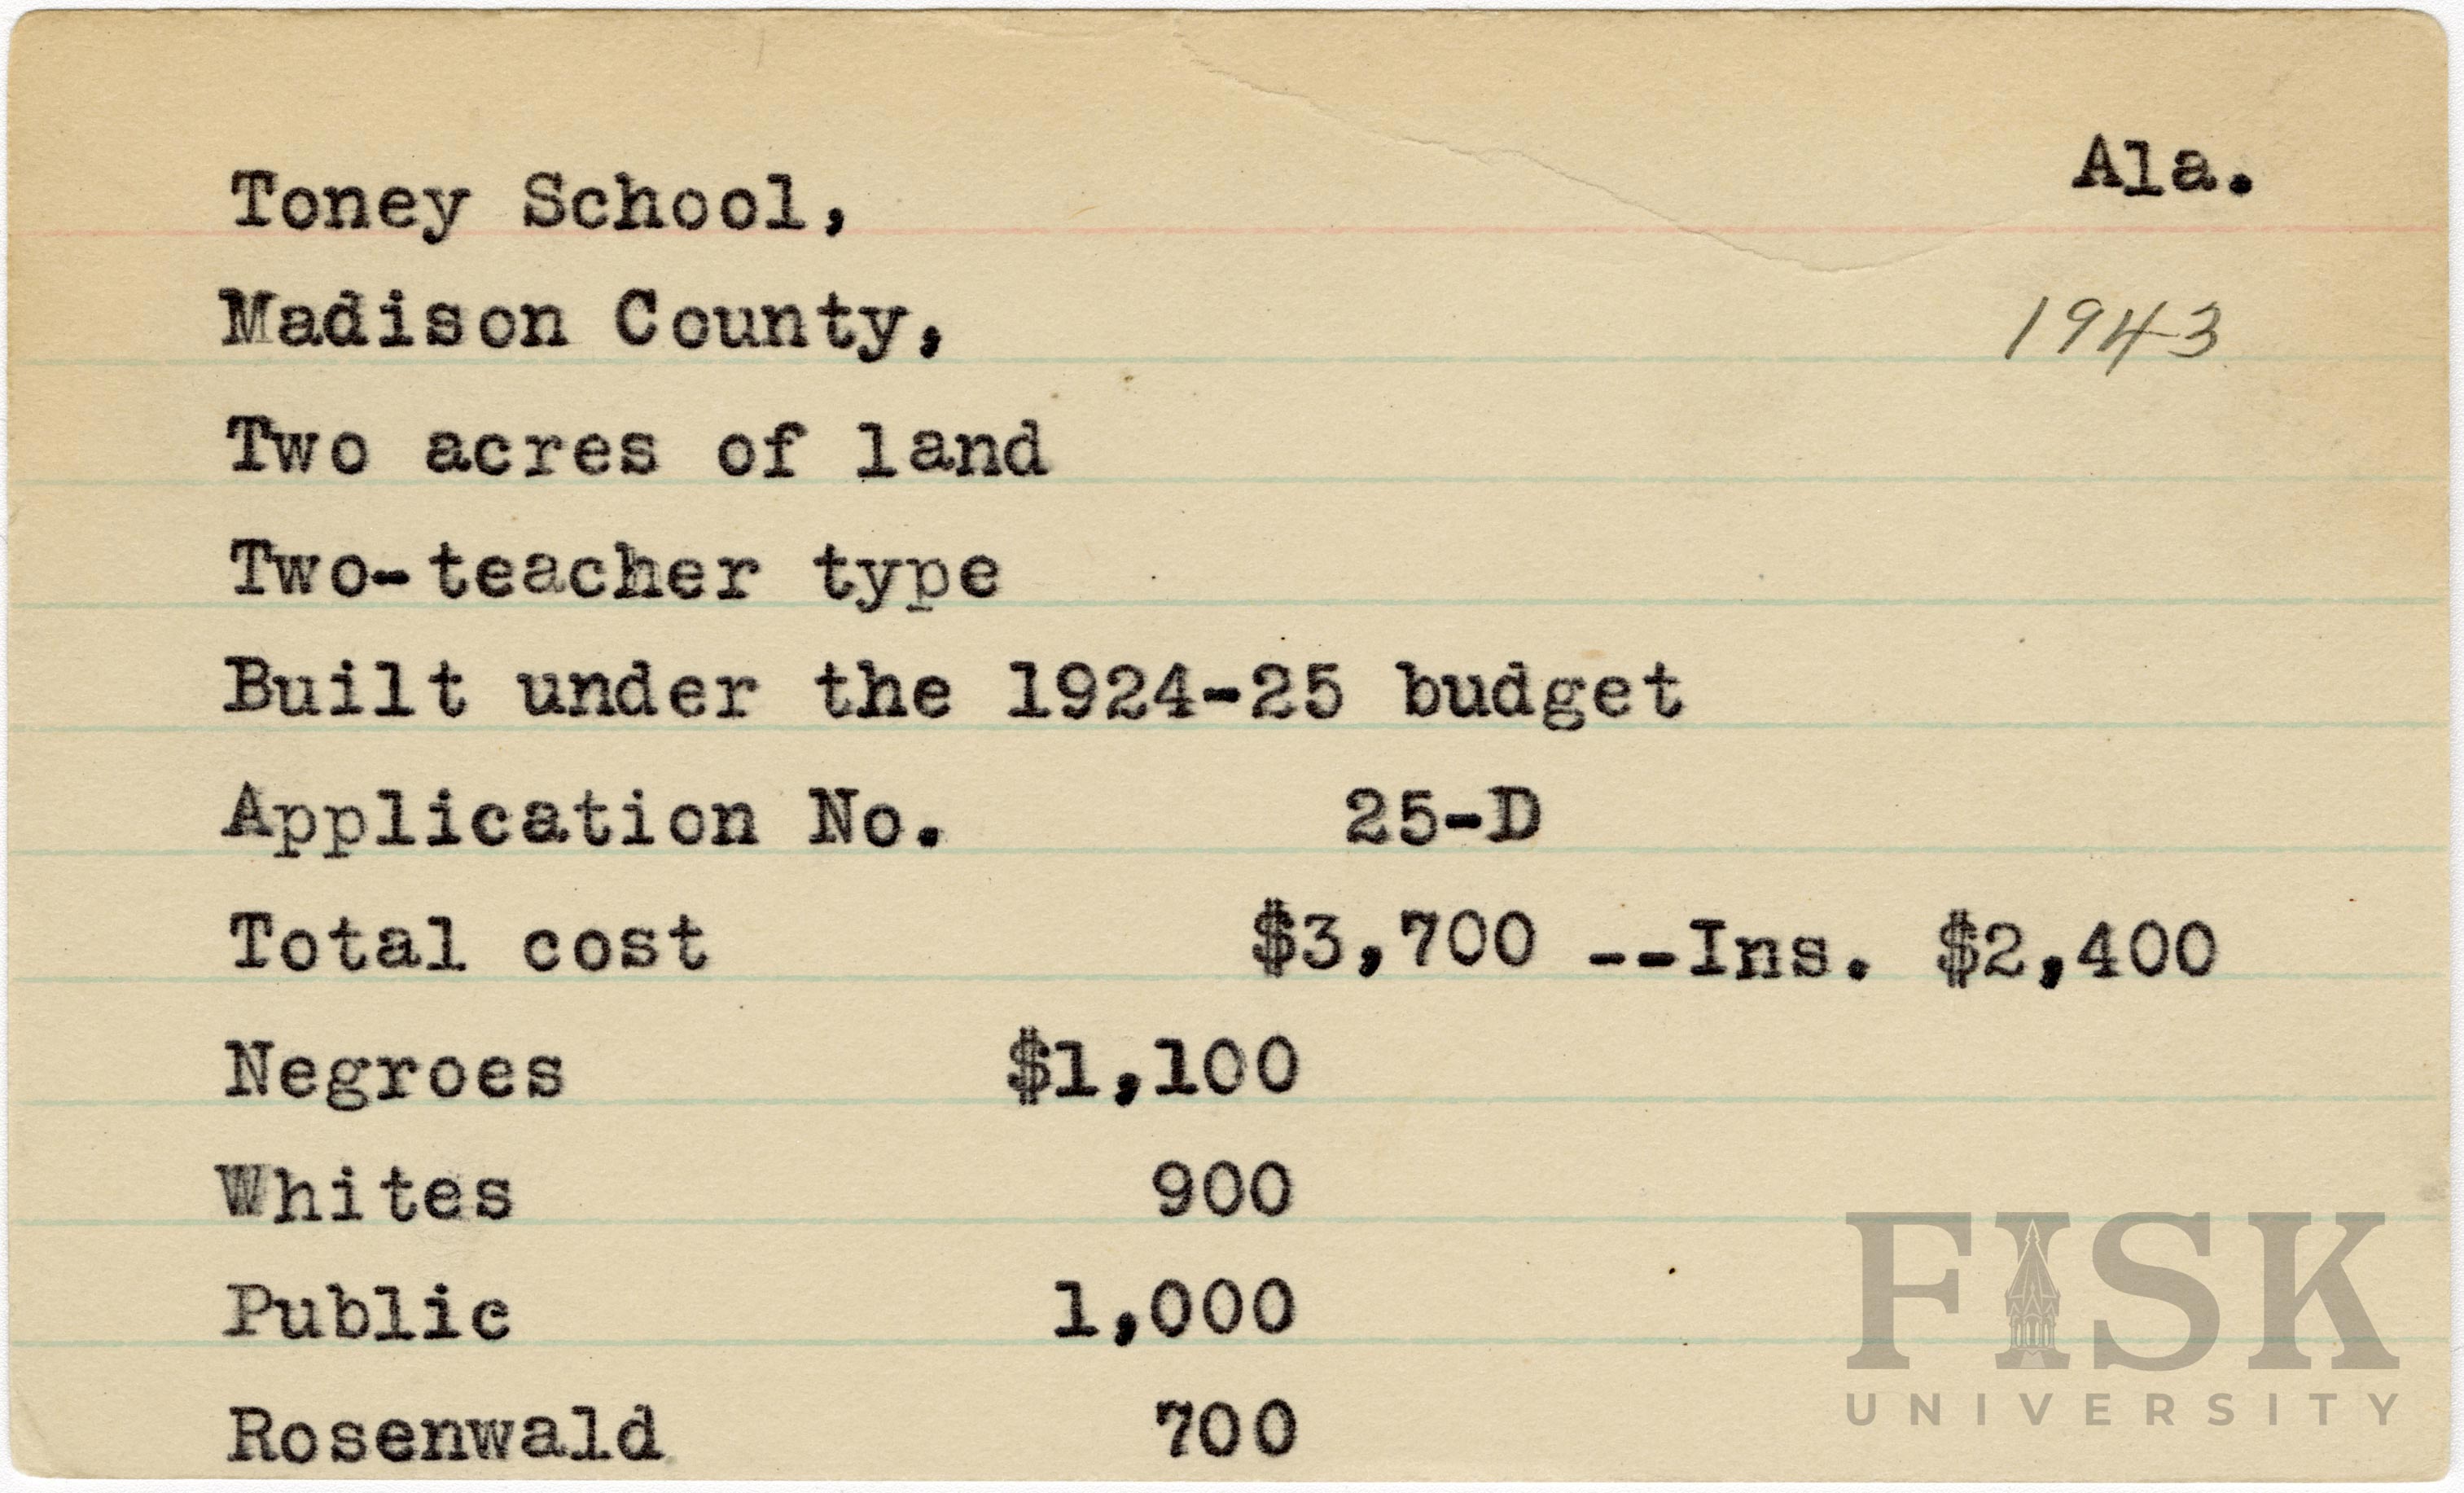 Ala.
Toney School,
1943
Madison County,
Two acres of land
Two-teacher type
Built under the 1924-25 budget
Application No. 25-D
Total cost $3,700 --Ins. $2,400
Negroes $1,100
Whites 900
Public 1,000
Rosenwald 700
FISK
UNIVERSITY